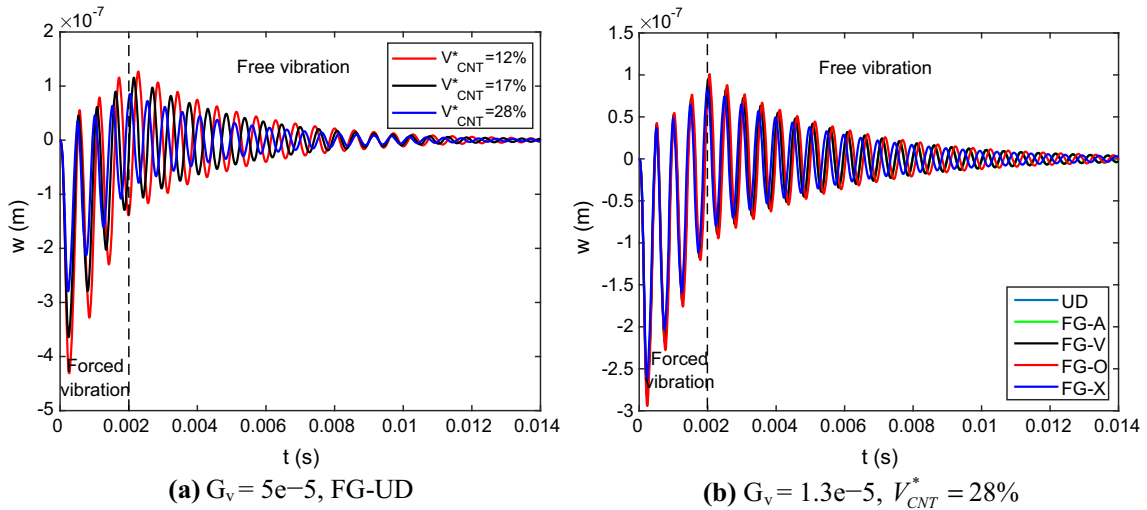 ×10⁻⁷
2
1
0
-1
-2
-3
-4
-5
w (m)
Free vibration
V*CNT=12%
V*CNT=17%
V*CNT=28%
Forced
vibration
0 0.002 0.004 0.006 0.008 0.01 0.012 0.014
t (s)
(a) Gᵥ = 5e−5, FG-UD
×10⁻⁷
1.5
1
0.5
0
-0.5
-1
-1.5
-2
-2.5
-3
w (m)
Free vibration
UD
FG-A
FG-V
FG-O
FG-X
Forced
vibration
0 0.002 0.004 0.006 0.008 0.01 0.012 0.014
t (s)
(b) Gᵥ = 1.3e−5, V*CNT = 28%